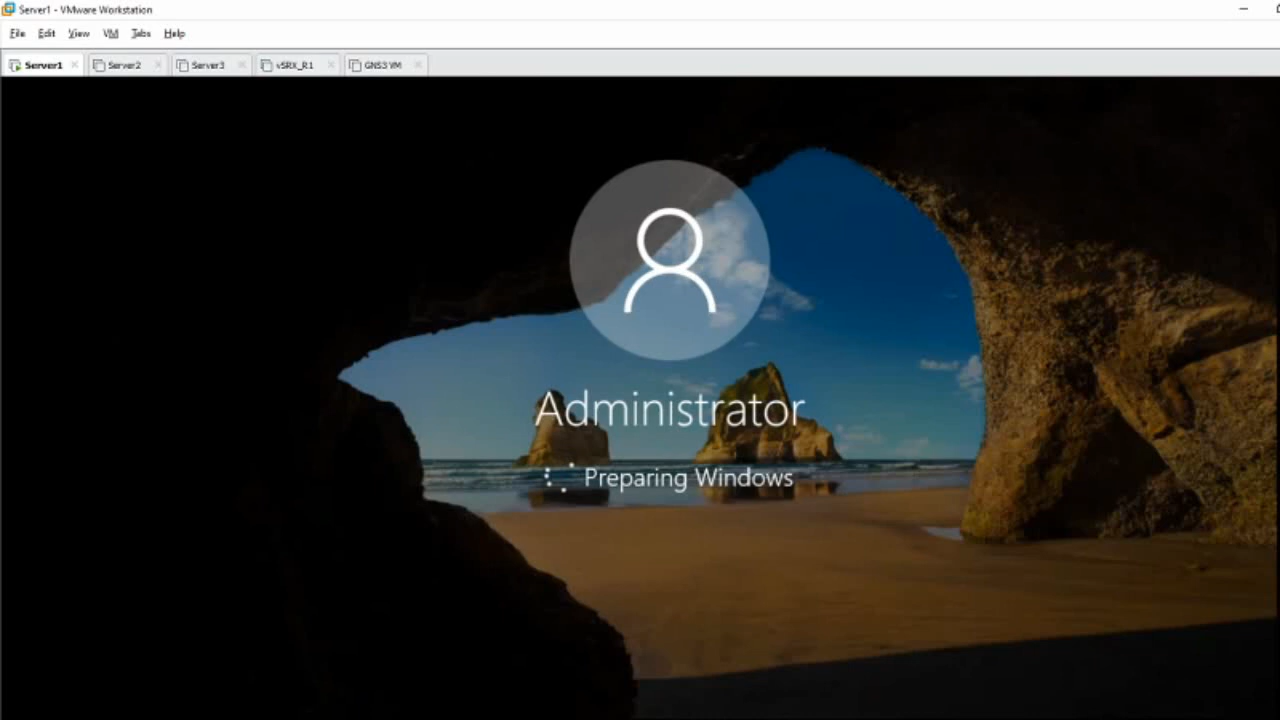 Server1 - VMware Workstation
File Edit View VM Tabs Help
Server1 Server2 Server3 vSRX_R1 GNS3 VM
Administrator
Preparing Windows